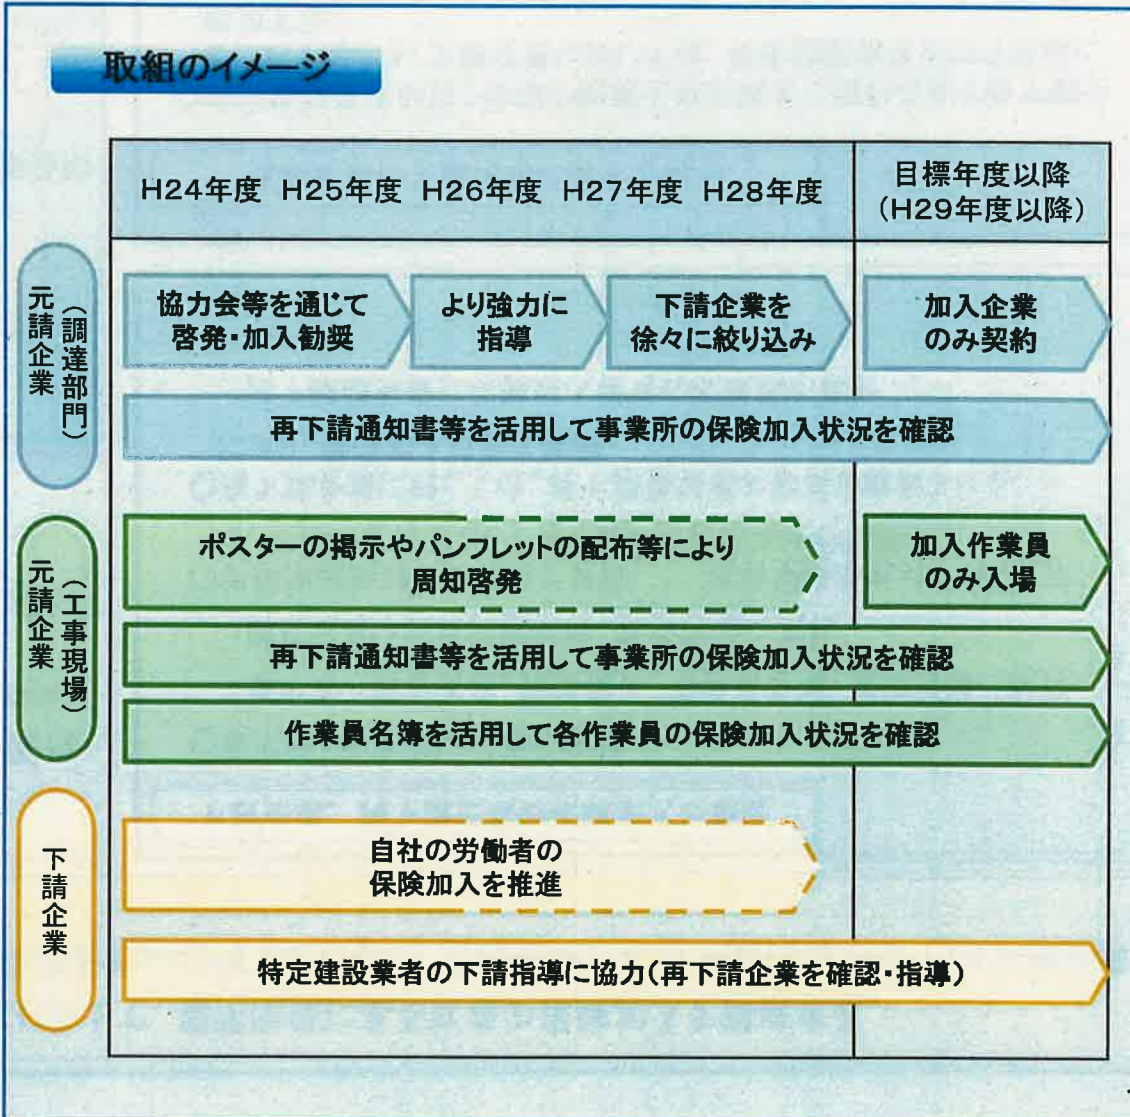 取組のイメージ
H24年度 H25年度 H26年度 H27年度 H28年度
目標年度以降
(H29年度以降)
元請企業
(調達部門)
協力会等を通じて
啓発・加入勧奨
より強力に
指導
下請企業を
徐々に絞り込み
加入企業
のみ契約
再下請通知書等を活用して事業所の保険加入状況を確認
元請企業
(工事現場)
ポスターの掲示やパンフレットの配布等により
周知啓発
加入作業員
のみ入場
再下請通知書等を活用して事業所の保険加入状況を確認
作業員名簿を活用して各作業員の保険加入状況を確認
下請企業
自社の労働者の
保険加入を推進
特定建設業者の下請指導に協力(再下請企業を確認・指導)